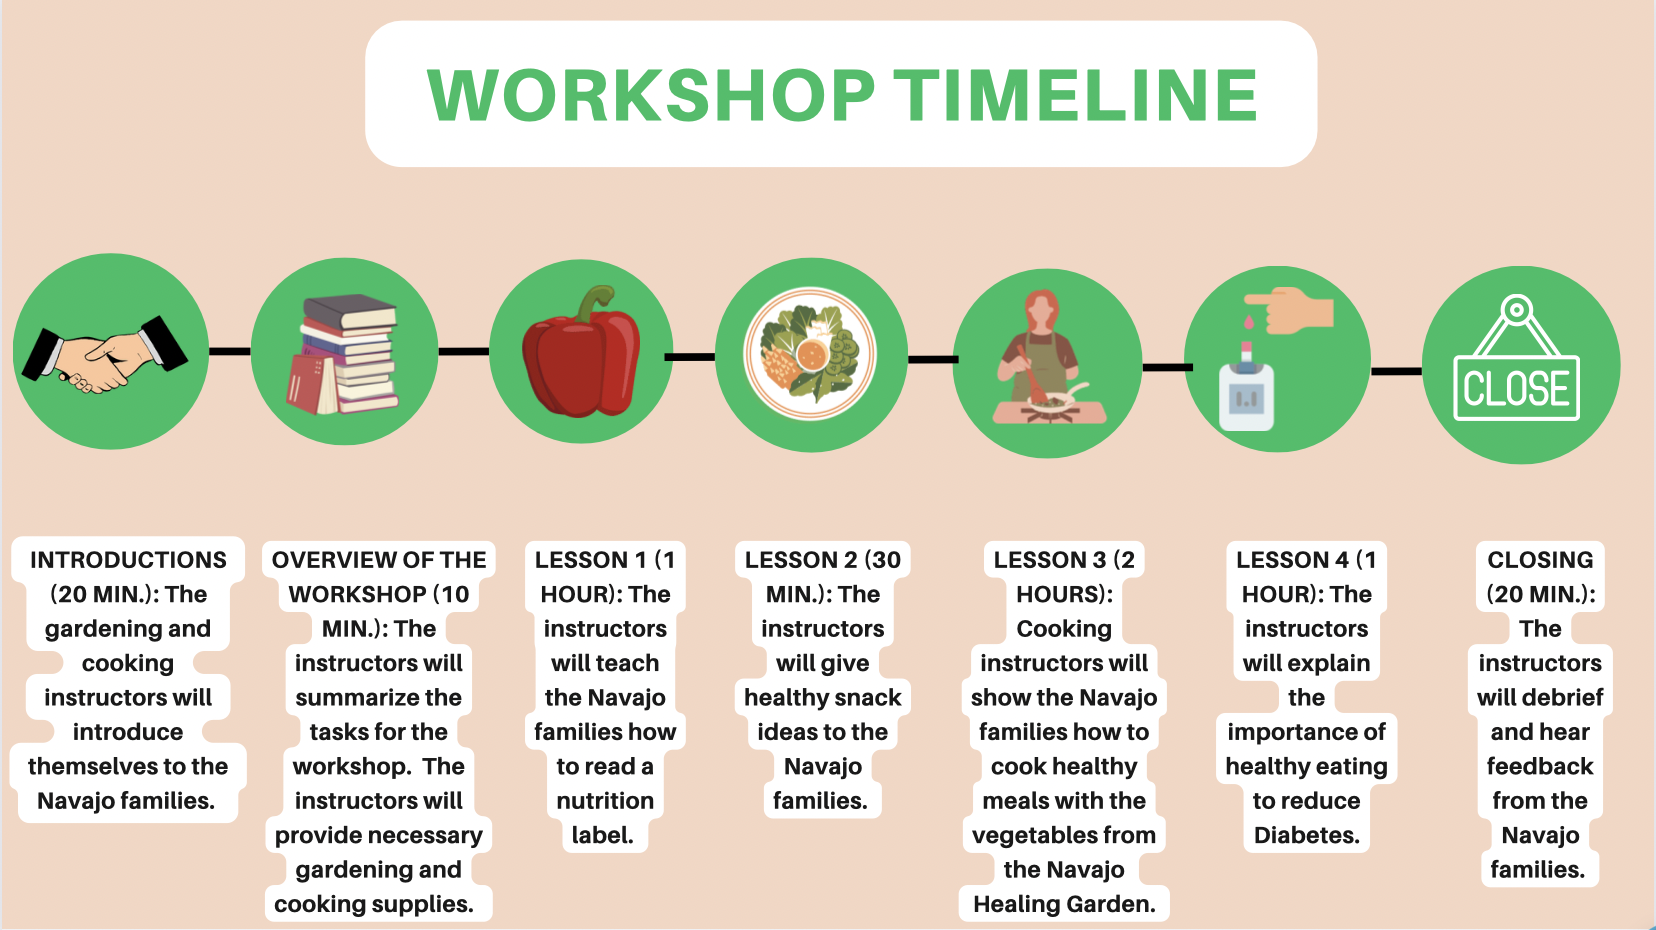 WORKSHOP TIMELINE
CLOSE
INTRODUCTIONS
(20 MIN.): The
gardening and
cooking
instructors will
introduce
themselves to the
Navajo families.
OVERVIEW OF THE
WORKSHOP (10
MIN.): The
instructors will
summarize the
tasks for the
workshop.  The
instructors will
provide necessary
gardening and
cooking supplies.
LESSON 1 (1
HOUR): The
instructors
will teach
the Navajo
families how
to read a
nutrition
label.
LESSON 2 (30
MIN.): The
instructors
will give
healthy snack
ideas to the
Navajo
families.
LESSON 3 (2
HOURS):
Cooking
instructors will
show the Navajo
families how to
cook healthy
meals with the
vegetables from
the Navajo
Healing Garden.
LESSON 4 (1
HOUR): The
instructors
will explain
the
importance of
healthy eating
to reduce
Diabetes.
CLOSING
(20 MIN.):
The
instructors
will debrief
and hear
feedback
from the
Navajo
families.